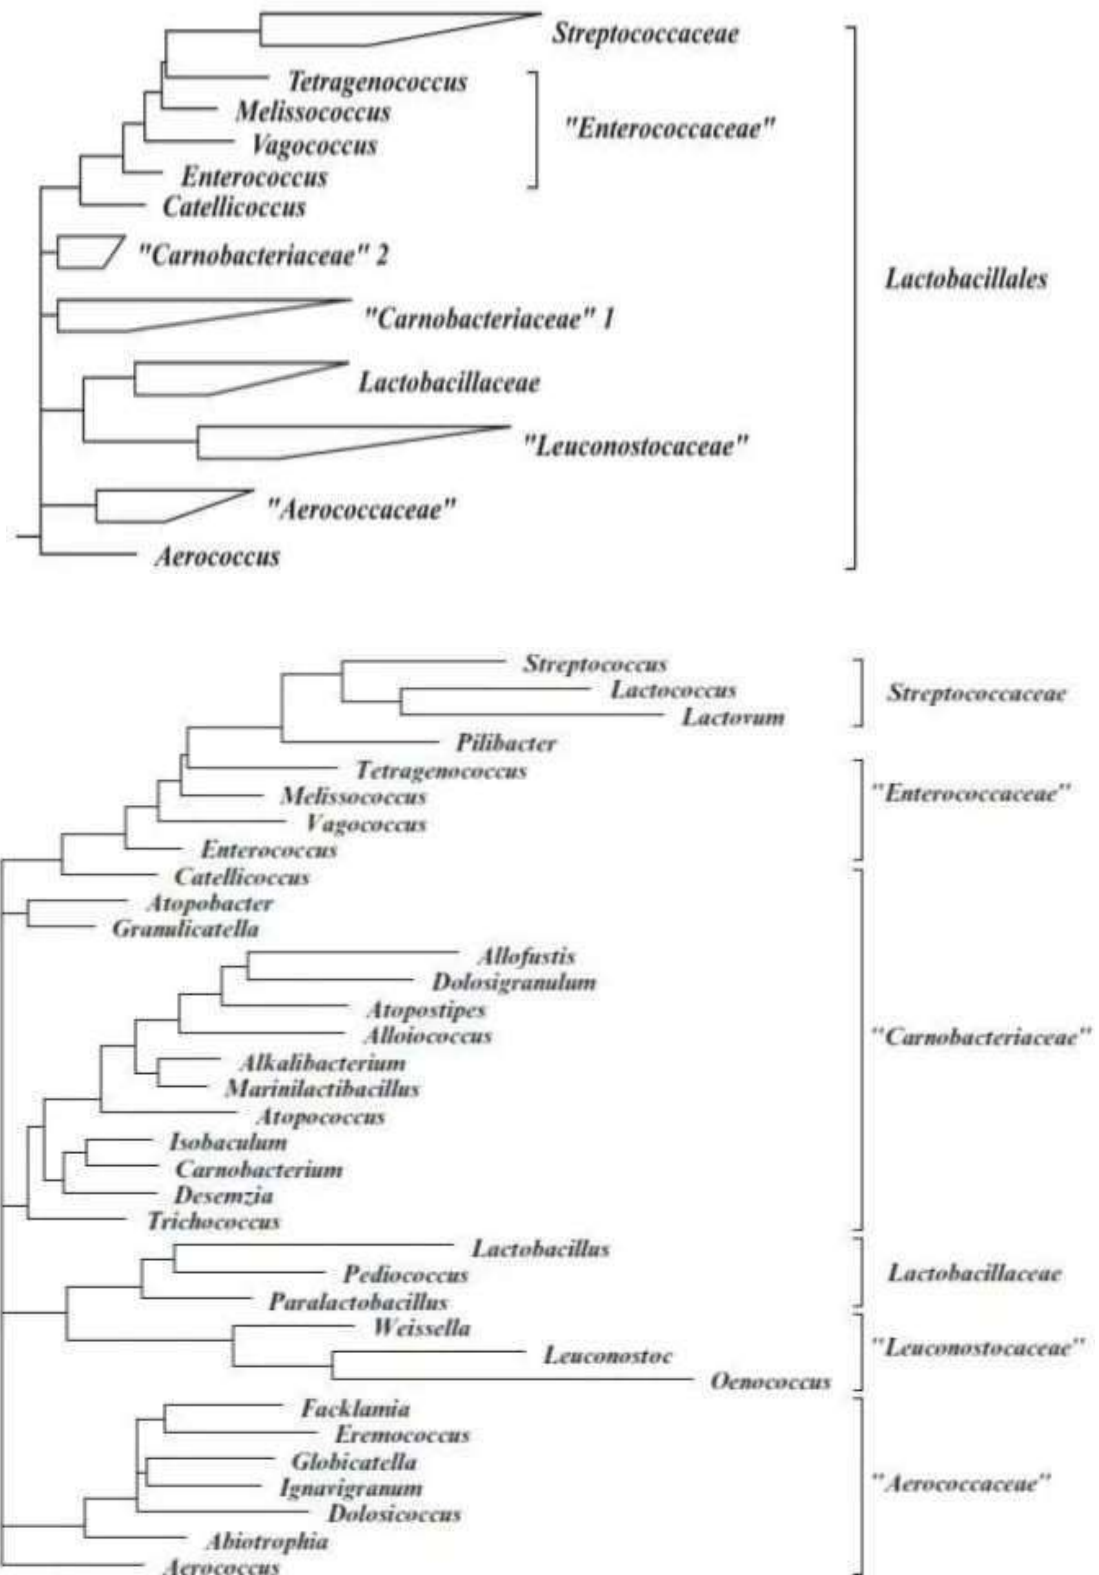 Streptococcaceae
Tetragenococcus
Melissococcus
"Enterococcaceae"
Vagococcus
Enterococcus
Catellicoccus
"Carnobacteriaceae" 2
Lactobacillales
"Carnobacteriaceae" 1
Lactobacillaceae
"Leuconostocaceae"
"Aerococcaceae"
Aerococcus
Streptococcus
Lactococcus
Streptococcaceae
Lactovum
Pilibacter
Tetragenococcus
"Enterococcaceae"
Melissococcus
Vagococcus
Enterococcus
Catellicoccus
Atopobacter
Granulicatella
Allofustis
Dolosigranulum
Atopostipes
Alloiococcus
"Carnobacteriaceae"
Alkalibacterium
Marinilactibacillus
Atopococcus
Isobaculum
Carnobacterium
Desemzia
Trichococcus
Lactobacillus
Pediococcus
Lactobacillaceae
Paralactobacillus
Weissella
"Leuconostocaceae"
Leuconostoc
Oenococcus
Facklamia
Eremococcus
Globicatella
"Aerococcaceae"
Ignavigranum
Dolosicoccus
Abiotrophia
Aerococcus